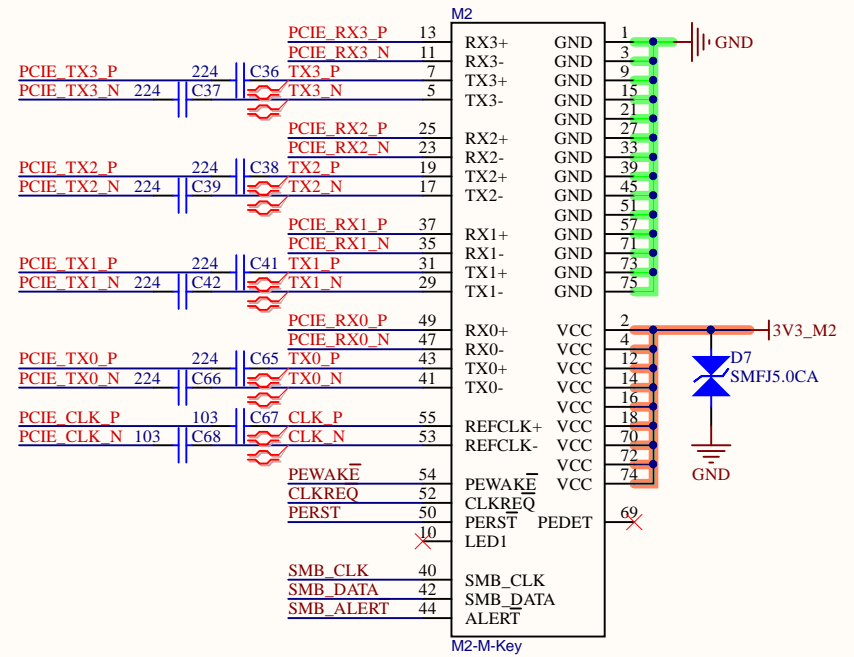 M2
PCIE_RX3_P 13 RX3+ GND 1 GND
PCIE_RX3_N 11 RX3- GND 3
PCIE_TX3_P 224 C36 TX3_P 7 TX3+ GND 9
PCIE_TX3_N 224 C37 TX3_N 5 TX3- GND 15
GND 21
PCIE_RX2_P 25 RX2+ GND 27
PCIE_RX2_N 23 RX2- GND 33
PCIE_TX2_P 224 C38 TX2_P 19 TX2+ GND 39
PCIE_TX2_N 224 C39 TX2_N 17 TX2- GND 45
GND 51
PCIE_RX1_P 37 RX1+ GND 57
PCIE_RX1_N 35 RX1- GND 71
PCIE_TX1_P 224 C41 TX1_P 31 TX1+ GND 73
PCIE_TX1_N 224 C42 TX1_N 29 TX1- GND 75
PCIE_RX0_P 49 RX0+ VCC 2 3V3_M2
PCIE_RX0_N 47 RX0- VCC 4
PCIE_TX0_P 224 C65 TX0_P 43 TX0+ VCC 12 D7
PCIE_TX0_N 224 C66 TX0_N 41 TX0- VCC 14 SMFJ5.0CA
VCC 16
PCIE_CLK_P 103 C67 CLK_P 55 REFCLK+ VCC 18
PCIE_CLK_N 103 C68 CLK_N 53 REFCLK- VCC 70
VCC 72
PEWAKE 54 PEWAKE VCC 74 GND
CLKREQ 52 CLKREQ
PERST 50 PERST PEDET 69
10 LED1
SMB_CLK 40 SMB_CLK
SMB_DATA 42 SMB_DATA
SMB_ALERT 44 ALERT
M2-M-Key